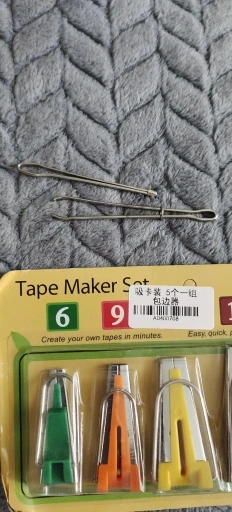 Tape Maker Set
吸卡装 5个一组
包边器
6
9
1
Create your own tapes in minutes.
Easy, quick,